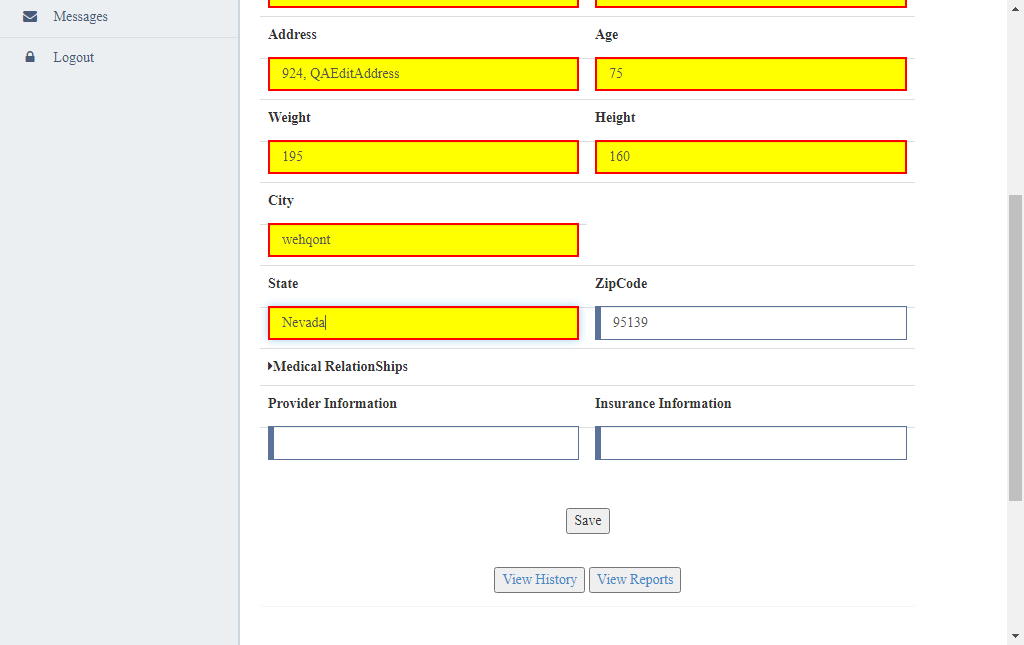 Messages
Logout
Address Age
924, QAEditAddress 75
Weight Height
195 160
City
wehqont
State ZipCode
Nevada 95139
Medical RelationShips
Provider Information Insurance Information
Save
View History View Reports